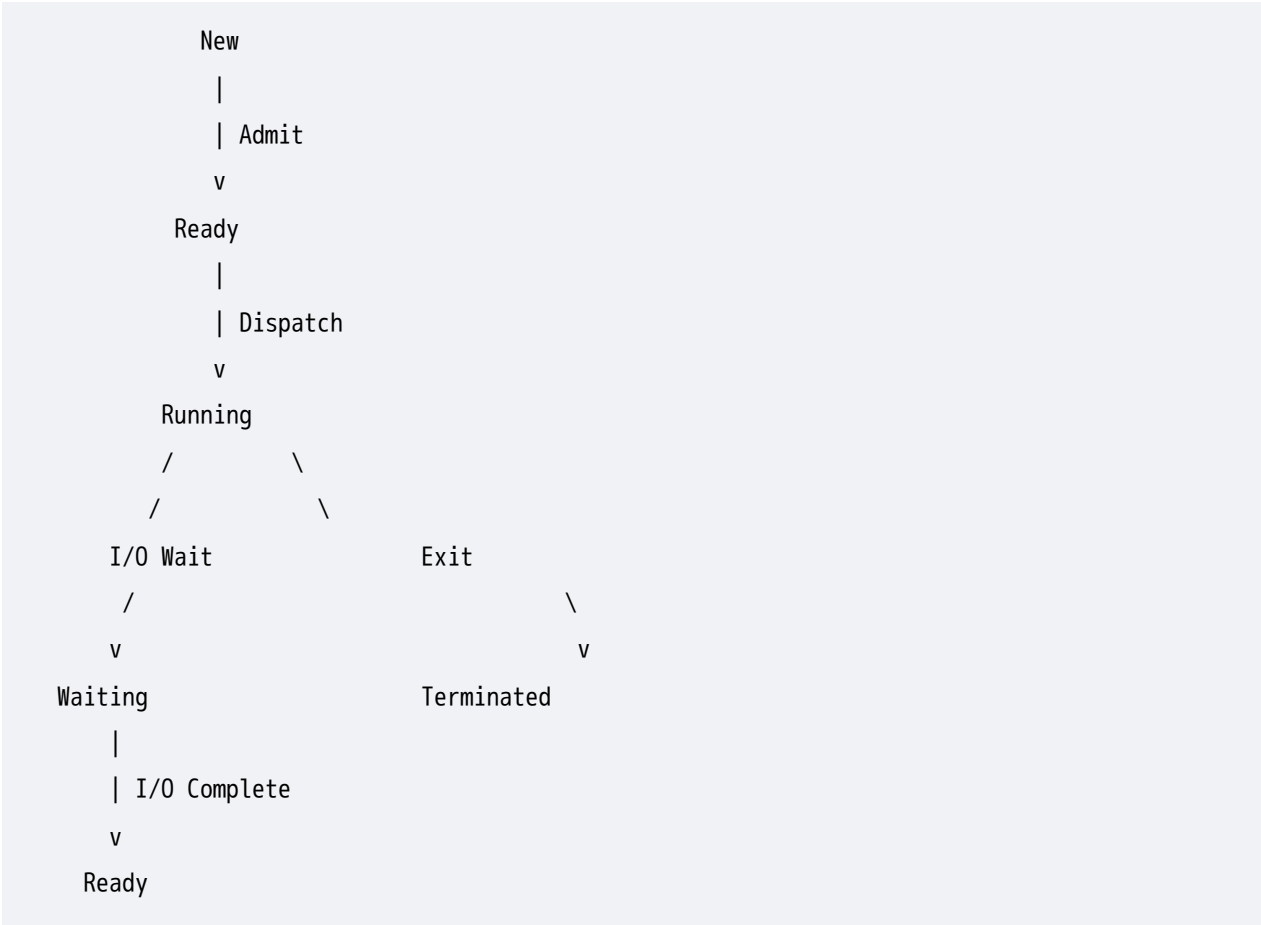 New
|
| Admit
v
Ready
|
| Dispatch
v
Running
/ \
/ \
I/O Wait Exit
/ \
v v
Waiting Terminated
|
| I/O Complete
v
Ready